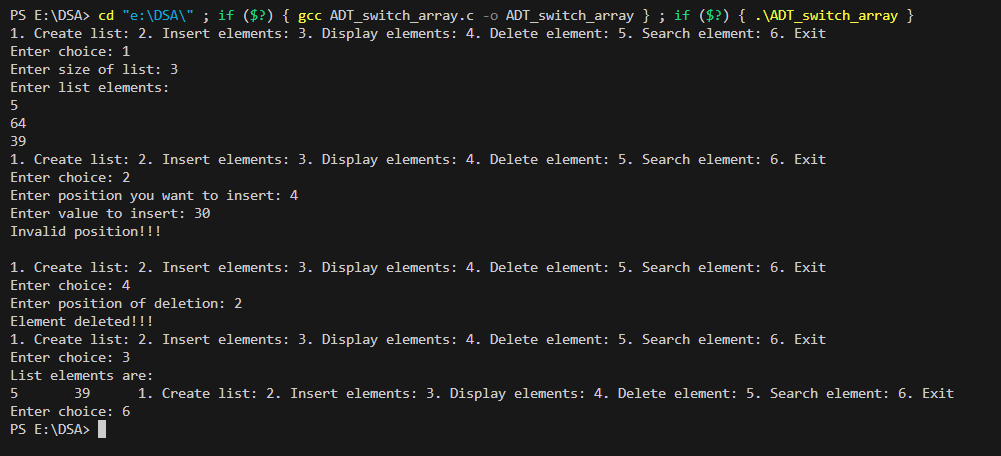 PS E:\DSA> cd "e:\DSA\" ; if ($?) { gcc ADT_switch_array.c -o ADT_switch_array } ; if ($?) { .\ADT_switch_array }
1. Create list: 2. Insert elements: 3. Display elements: 4. Delete element: 5. Search element: 6. Exit
Enter choice: 1
Enter size of list: 3
Enter list elements:
5
64
39
1. Create list: 2. Insert elements: 3. Display elements: 4. Delete element: 5. Search element: 6. Exit
Enter choice: 2
Enter position you want to insert: 4
Enter value to insert: 30
Invalid position!!!

1. Create list: 2. Insert elements: 3. Display elements: 4. Delete element: 5. Search element: 6. Exit
Enter choice: 4
Enter position of deletion: 2
Element deleted!!!
1. Create list: 2. Insert elements: 3. Display elements: 4. Delete element: 5. Search element: 6. Exit
Enter choice: 3
List elements are:
5       39      1. Create list: 2. Insert elements: 3. Display elements: 4. Delete element: 5. Search element: 6. Exit
Enter choice: 6
PS E:\DSA>